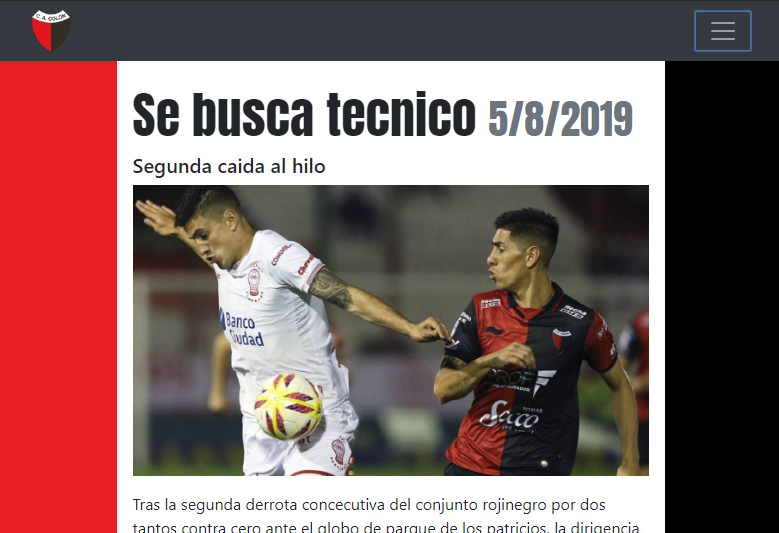 C. A. COLON
Se busca tecnico 5/8/2019
Segunda caida al hilo
Banco
Ciudad
Tras la segunda derrota concecutiva del conjunto rojinegro por dos
tantos contra cero ante el globo de parque de los patricios, la dirigencia